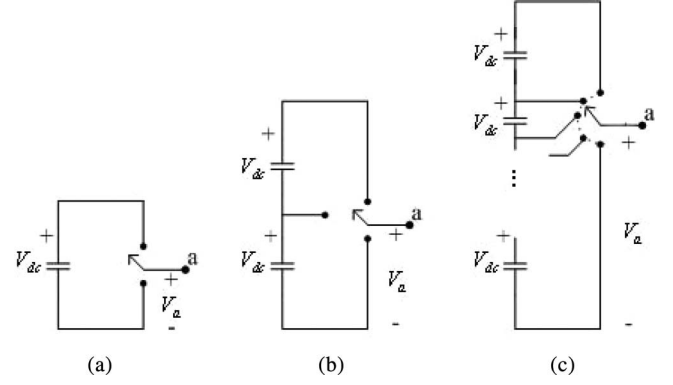 +
V_dc
a
+
V_a
-
(a)
+
V_dc
+
V_dc
a
+
V_a
-
(b)
+
V_dc
+
V_dc
a
+
⋮
+
V_dc
V_a
-
(c)